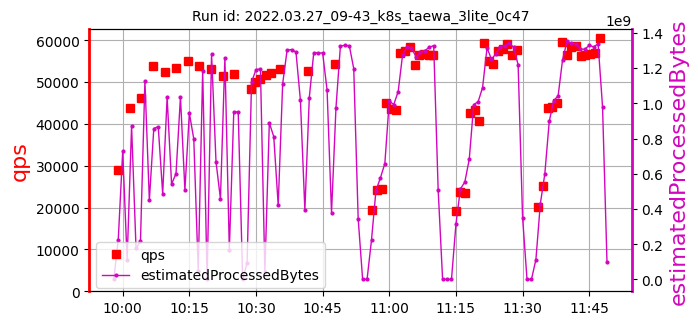 Run id: 2022.03.27_09-43_k8s_taewa_3lite_0c47
1e9
60000
50000
40000
30000
20000
10000
0
qps
1.4
1.2
1.0
0.8
0.6
0.4
0.2
0.0
estimatedProcessedBytes
qps
estimatedProcessedBytes
10:00 10:15 10:30 10:45 11:00 11:15 11:30 11:45